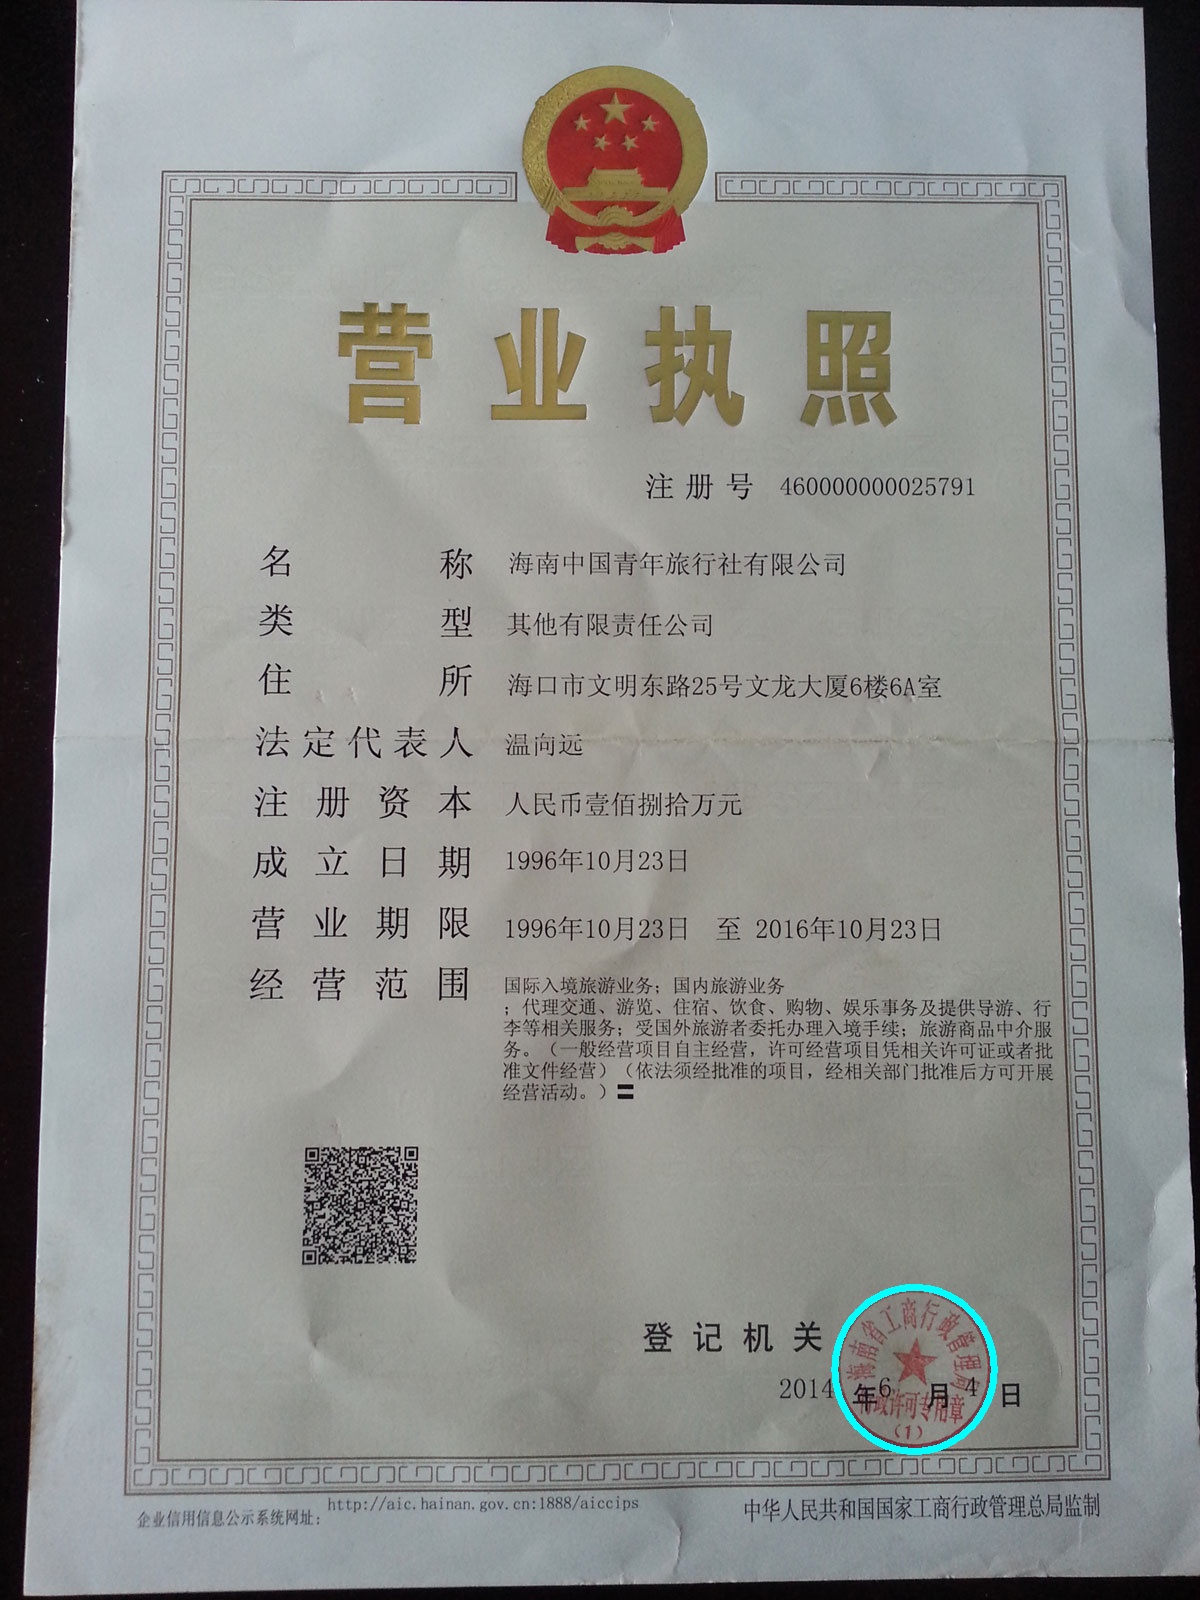 营业执照
注册号 460000000025791
名称 海南中国青年旅行社有限公司
类型 其他有限责任公司
住所 海口市文明东路25号文龙大厦6楼6A室
法定代表人 温向远
注册资本 人民币壹佰捌拾万元
成立日期 1996年10月23日
营业期限 1996年10月23日 至 2016年10月23日
经营范围 国际入境旅游业务；国内旅游业务
；代理交通、游览、住宿、饮食、购物、娱乐事务及提供导游、行
李等相关服务；受国外旅游者委托办理入境手续；旅游商品中介服
务。（一般经营项目自主经营，许可经营项目凭相关许可证或者批
准文件经营）（依法须经批准的项目，经相关部门批准后方可开展
经营活动。）
登记机关
海南省工商行政管理局
行政许可专用章
（1）
2014年6月4日
企业信用信息公示系统网址：http://aic.hainan.gov.cn:1888/aiccips
中华人民共和国国家工商行政管理总局监制